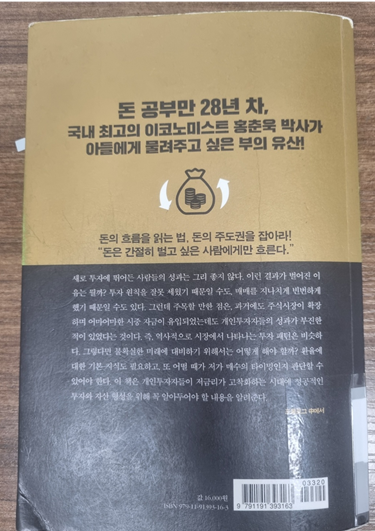 돈 공부만 28년 차,
국내 최고의 이코노미스트 홍춘욱 박사가
아들에게 물려주고 싶은 부의 유산!
돈의 흐름을 읽는 법, 돈의 주도권을 잡아라!
"돈은 간절히 벌고 싶은 사람에게만 흐른다."
새로 투자에 뛰어든 사람들의 성과는 그리 좋지 않다. 이런 결과가 벌어진 이
유는 뭘까? 투자 원칙을 잘못 세웠기 때문일 수도, 매매를 지나치게 빈번하게
했기 때문일 수도 있다. 그런데 주목할 만한 점은, 과거에도 주식시장이 확장
하며 어마어마한 시중 자금이 유입되었는데도 개인투자자들의 성과가 부진한
적이 있었다는 것이다. 즉, 역사적으로 시장에서 나타나는 투자 패턴은 비슷하
다. 그렇다면 불확실한 미래에 대비하기 위해서는 어떻게 해야 할까? 환율에
대한 기본 지식도 필요하고, 또 어떨 때가 저가 매수의 타이밍인지 판단할 수
있어야 한다. 이 책은 개인투자자들이 저금리가 고착화하는 시대에 성공적인
투자와 자산 형성을 위해 꼭 알아두어야 할 내용을 알려준다.
중에서
값 16,000원
ISBN 979-11-91393-16-3
03320
9 791191 393163